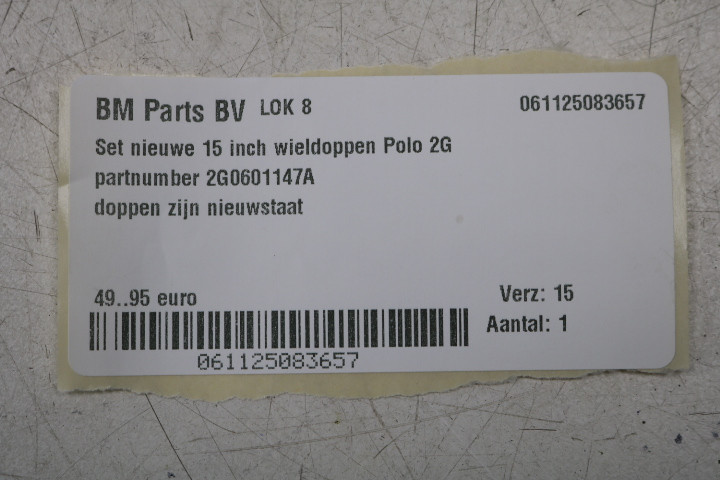 BM Parts BV LOK 8 061125083657
Set nieuwe 15 inch wieldoppen Polo 2G
partnumber 2G0601147A
doppen zijn nieuwstaat
49..95 euro Verz: 15
Aantal: 1
061125083657